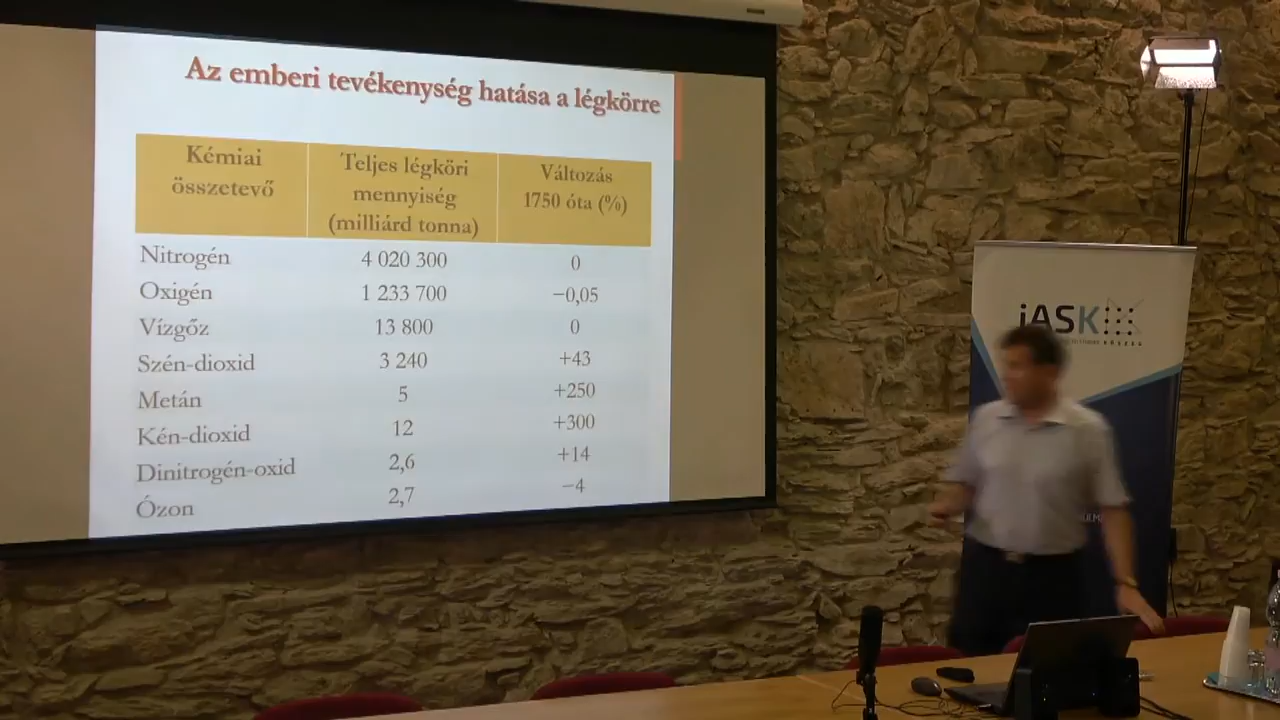 Az emberi tevékenység hatása a légkörre
Kémiai összetevő
Teljes légköri mennyiség (milliárd tonna)
Változás 1750 óta (%)
Nitrogén 4 020 300 0
Oxigén 1 233 700 −0,05
Vízgőz 13 800 0
Szén-dioxid 3 240 +43
Metán 5 +250
Kén-dioxid 12 +300
Dinitrogén-oxid 2,6 +14
Ózon 2,7 −4
iASK
KŐSZEG